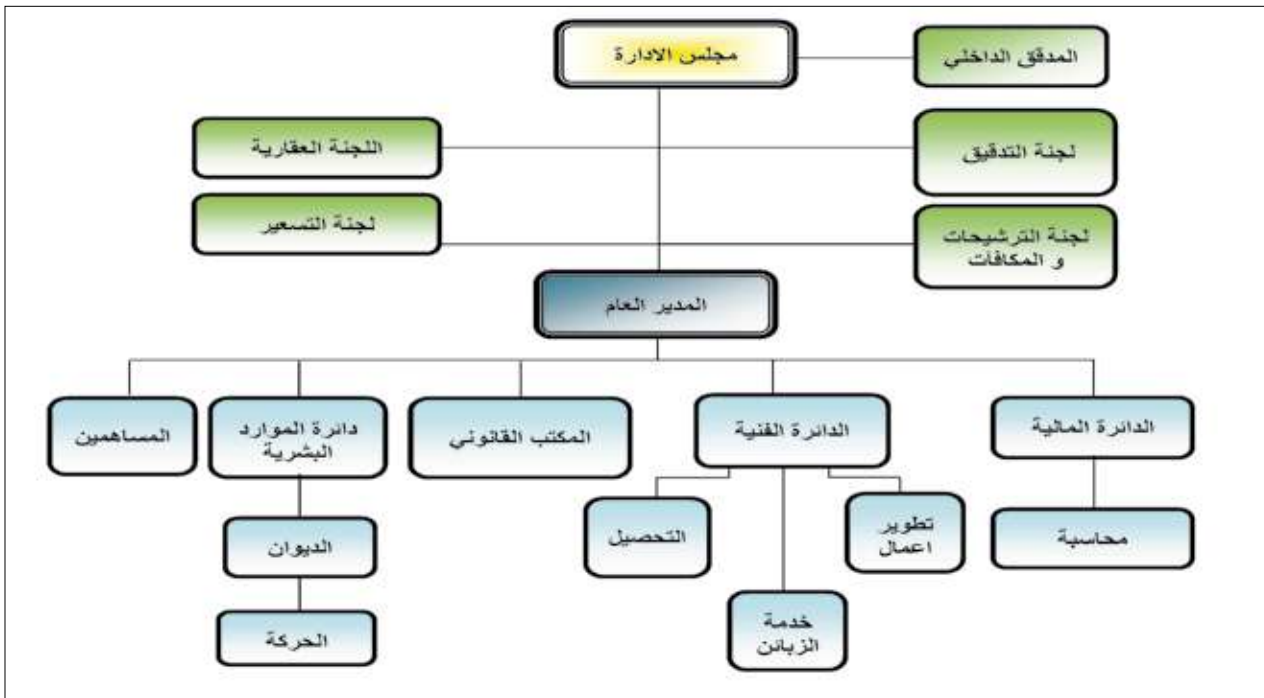 مجلس الادارة
المدقق الداخلي
لجنة التدقيق
اللجنة العقارية
لجنة الترشيحات
و المكافآت
لجنة التسعير
المدير العام
الدائرة المالية
الدائرة الفنية
المكتب القانوني
دائرة الموارد
البشرية
المساهمين
محاسبة
تطوير
اعمال
خدمة
الزبائن
التحصيل
الديوان
الحركة